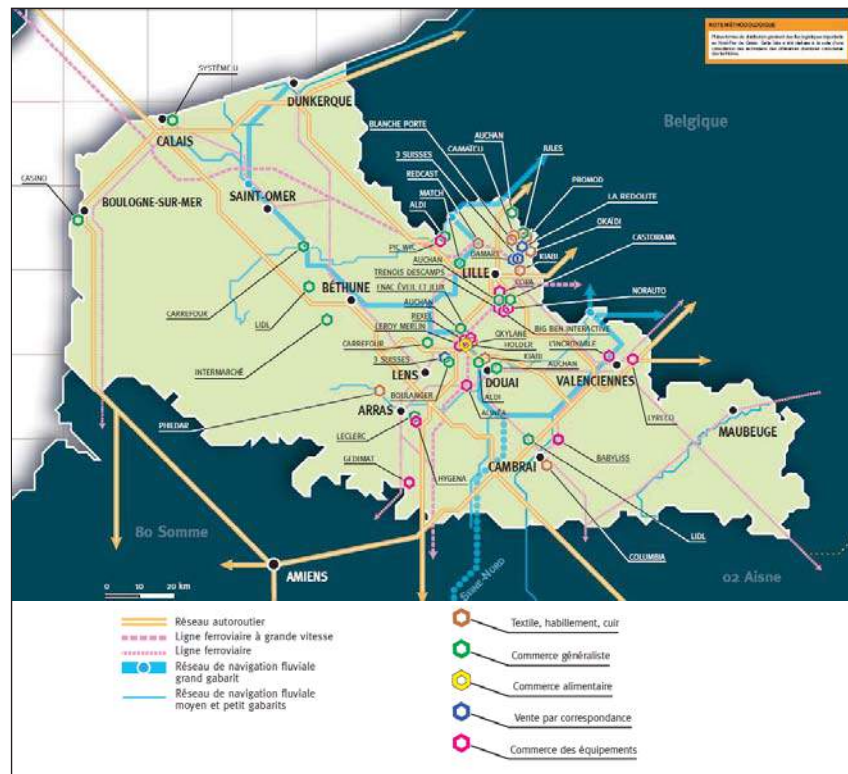 NOTE MÉTHODOLOGIQUE
SYSTÈME U
DUNKERQUE
CALAIS
BLANCHE PORTE
AUCHAN
CAMAÏEU
Belgique
3 SUISSES
JULES
REDCAST
PROMOD
CASINO
BOULOGNE-SUR-MER
SAINT-OMER
MATCH
LA REDOUTE
ALDI
OKAÏDI
CASTORAMA
PIC WIC
DAMART
KIABI
AUCHAN
LILLE
TRENOIS DESCAMPS
NORAUTO
FNAC ÉVEIL ET JEUX
BÉTHUNE
CARREFOUR
AUCHAN
LIDL
REXEL
BIG BEN INTERACTIVE
LEROY MERLIN
OXYLANE
HOLDER
L'INCROYABLE
CARREFOUR
KIABI
INTERMARCHÉ
3 SUISSES
AUCHAN
LENS
DOUAI
VALENCIENNES
BOULANGER
ALDI
PHILDAR
ARRAS
LYRECO
MAUBEUGE
LECLERC
BABYLISS
GEDIMAT
HYGENA
CAMBRAI
LIDL
COLUMBIA
80 Somme
02 Aisne
AMIENS
SEINE-NORD
0 10 20 km
Réseau autoroutier
Ligne ferroviaire à grande vitesse
Ligne ferroviaire
Réseau de navigation fluviale
grand gabarit
Réseau de navigation fluviale
moyen et petit gabarits
Textile, habillement, cuir
Commerce généraliste
Commerce alimentaire
Vente par correspondance
Commerce des équipements